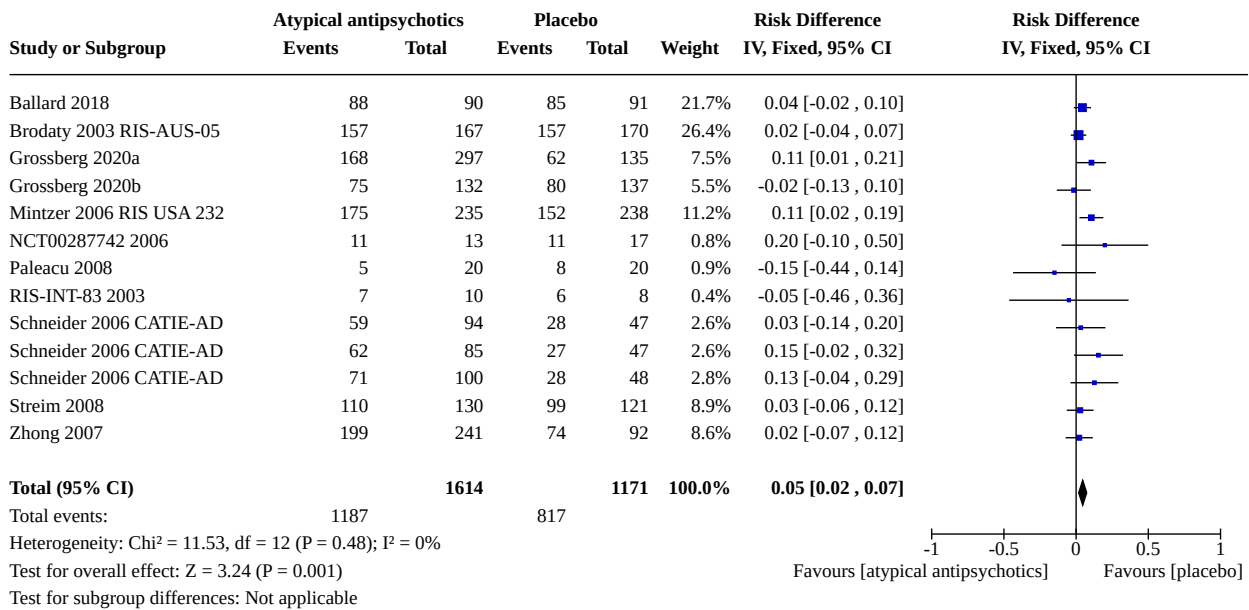 Atypical antipsychotics Placebo Risk Difference Risk Difference
Study or Subgroup Events Total Events Total Weight IV, Fixed, 95% CI IV, Fixed, 95% CI
Ballard 2018 88 90 85 91 21.7% 0.04 [-0.02 , 0.10]
Brodaty 2003 RIS-AUS-05 157 167 157 170 26.4% 0.02 [-0.04 , 0.07]
Grossberg 2020a 168 297 62 135 7.5% 0.11 [0.01 , 0.21]
Grossberg 2020b 75 132 80 137 5.5% -0.02 [-0.13 , 0.10]
Mintzer 2006 RIS USA 232 175 235 152 238 11.2% 0.11 [0.02 , 0.19]
NCT00287742 2006 11 13 11 17 0.8% 0.20 [-0.10 , 0.50]
Paleacu 2008 5 20 8 20 0.9% -0.15 [-0.44 , 0.14]
RIS-INT-83 2003 7 10 6 8 0.4% -0.05 [-0.46 , 0.36]
Schneider 2006 CATIE-AD 59 94 28 47 2.6% 0.03 [-0.14 , 0.20]
Schneider 2006 CATIE-AD 62 85 27 47 2.6% 0.15 [-0.02 , 0.32]
Schneider 2006 CATIE-AD 71 100 28 48 2.8% 0.13 [-0.04 , 0.29]
Streim 2008 110 130 99 121 8.9% 0.03 [-0.06 , 0.12]
Zhong 2007 199 241 74 92 8.6% 0.02 [-0.07 , 0.12]
Total (95% CI) 1614 1171 100.0% 0.05 [0.02 , 0.07]
Total events: 1187 817
Heterogeneity: Chi² = 11.53, df = 12 (P = 0.48); I² = 0%
-1 -0.5 0 0.5 1
Test for overall effect: Z = 3.24 (P = 0.001) Favours [atypical antipsychotics] Favours [placebo]
Test for subgroup differences: Not applicable